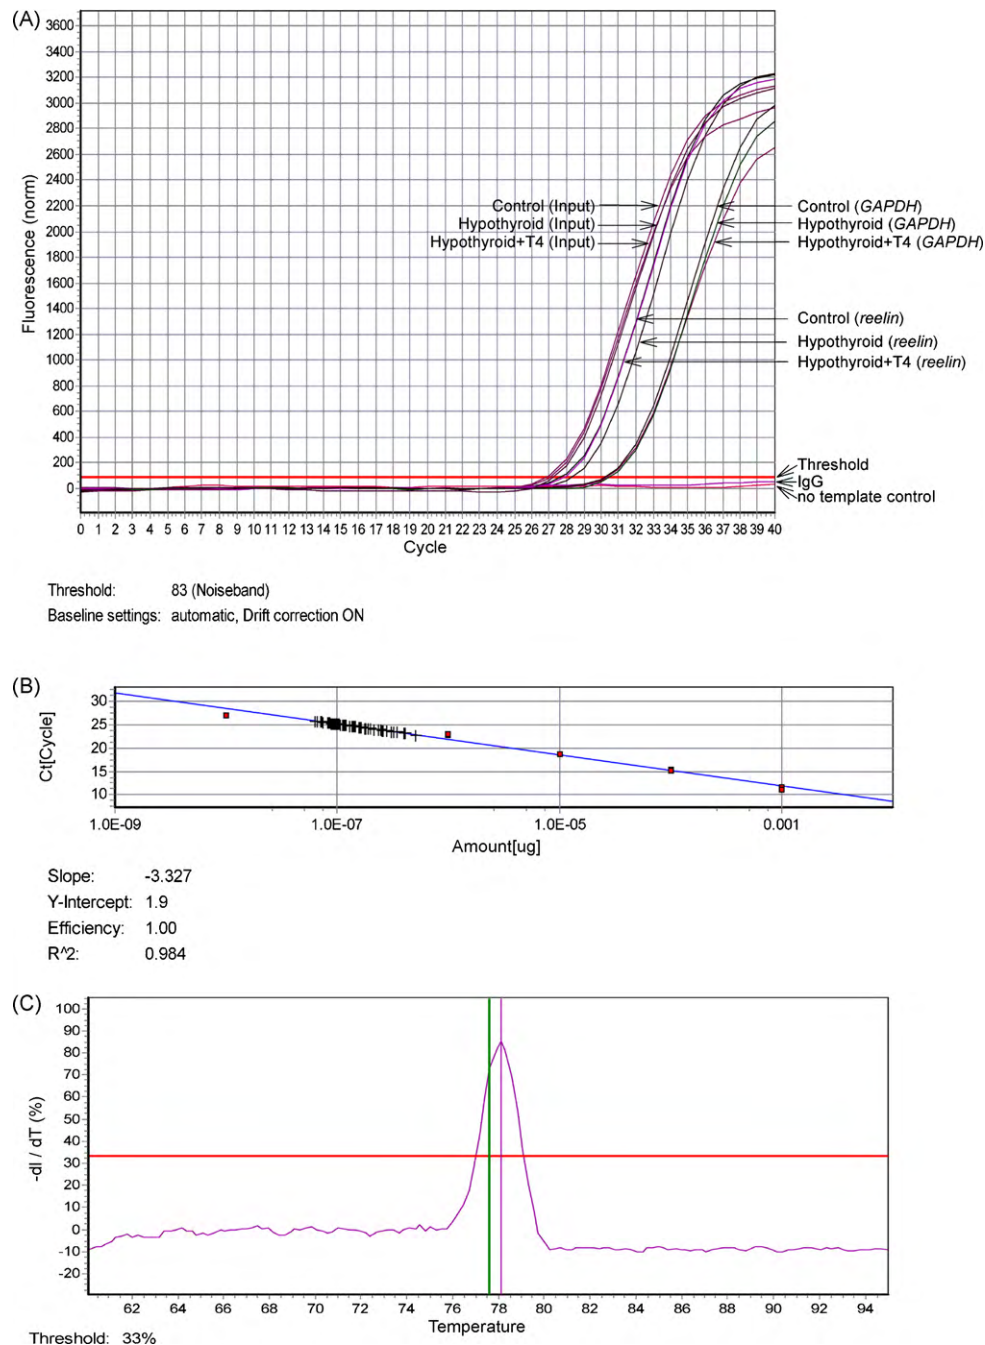 (A)
3600
3400
3200
3000
2800
2600
2400
2200
2000
1800
1600
1400
1200
1000
800
600
400
200
0
Fluorescence (norm)
Control (Input)
Hypothyroid (Input)
Hypothyroid+T4 (Input)
Control (GAPDH)
Hypothyroid (GAPDH)
Hypothyroid+T4 (GAPDH)
Control (reelin)
Hypothyroid (reelin)
Hypothyroid+T4 (reelin)
Threshold
IgG
no template control
0 1 2 3 4 5 6 7 8 9 10 11 12 13 14 15 16 17 18 19 20 21 22 23 24 25 26 27 28 29 30 31 32 33 34 35 36 37 38 39 40
Cycle
Threshold: 83 (Noiseband)
Baseline settings: automatic, Drift correction ON
(B)
30
25
20
15
10
Ct[Cycle]
1.0E-09 1.0E-07 1.0E-05 0.001
Amount[ug]
Slope: -3.327
Y-Intercept: 1.9
Efficiency: 1.00
R^2: 0.984
(C)
100
90
80
70
60
50
40
30
20
10
0
-10
-20
-dI / dT (%)
62 64 66 68 70 72 74 76 78 80 82 84 86 88 90 92 94
Temperature
Threshold: 33%